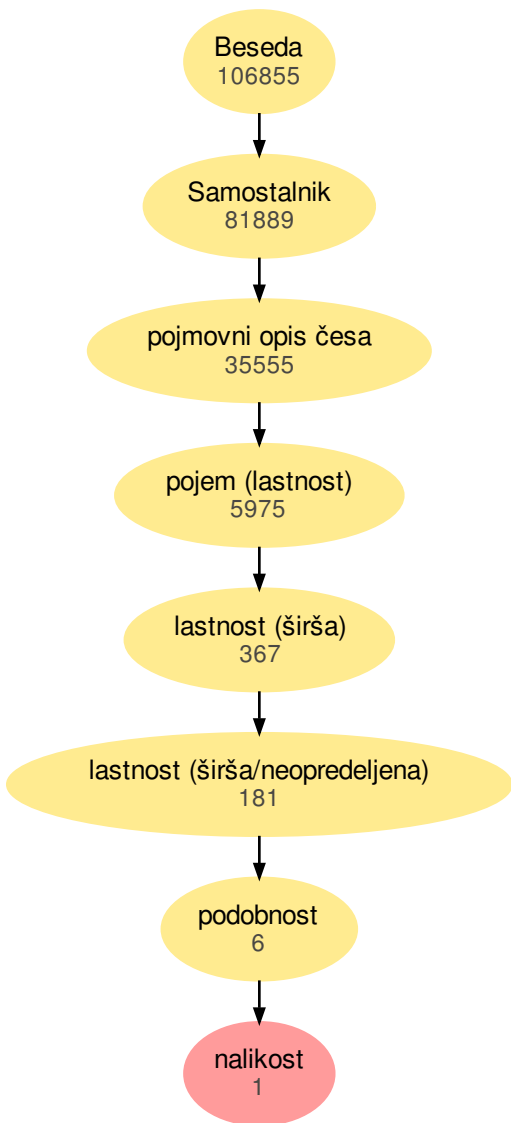 Beseda
106855
Samostalnik
81889
pojmovni opis česa
35555
pojem (lastnost)
5975
lastnost (širša)
367
lastnost (širša/neopredeljena)
181
podobnost
6
nalikost
1